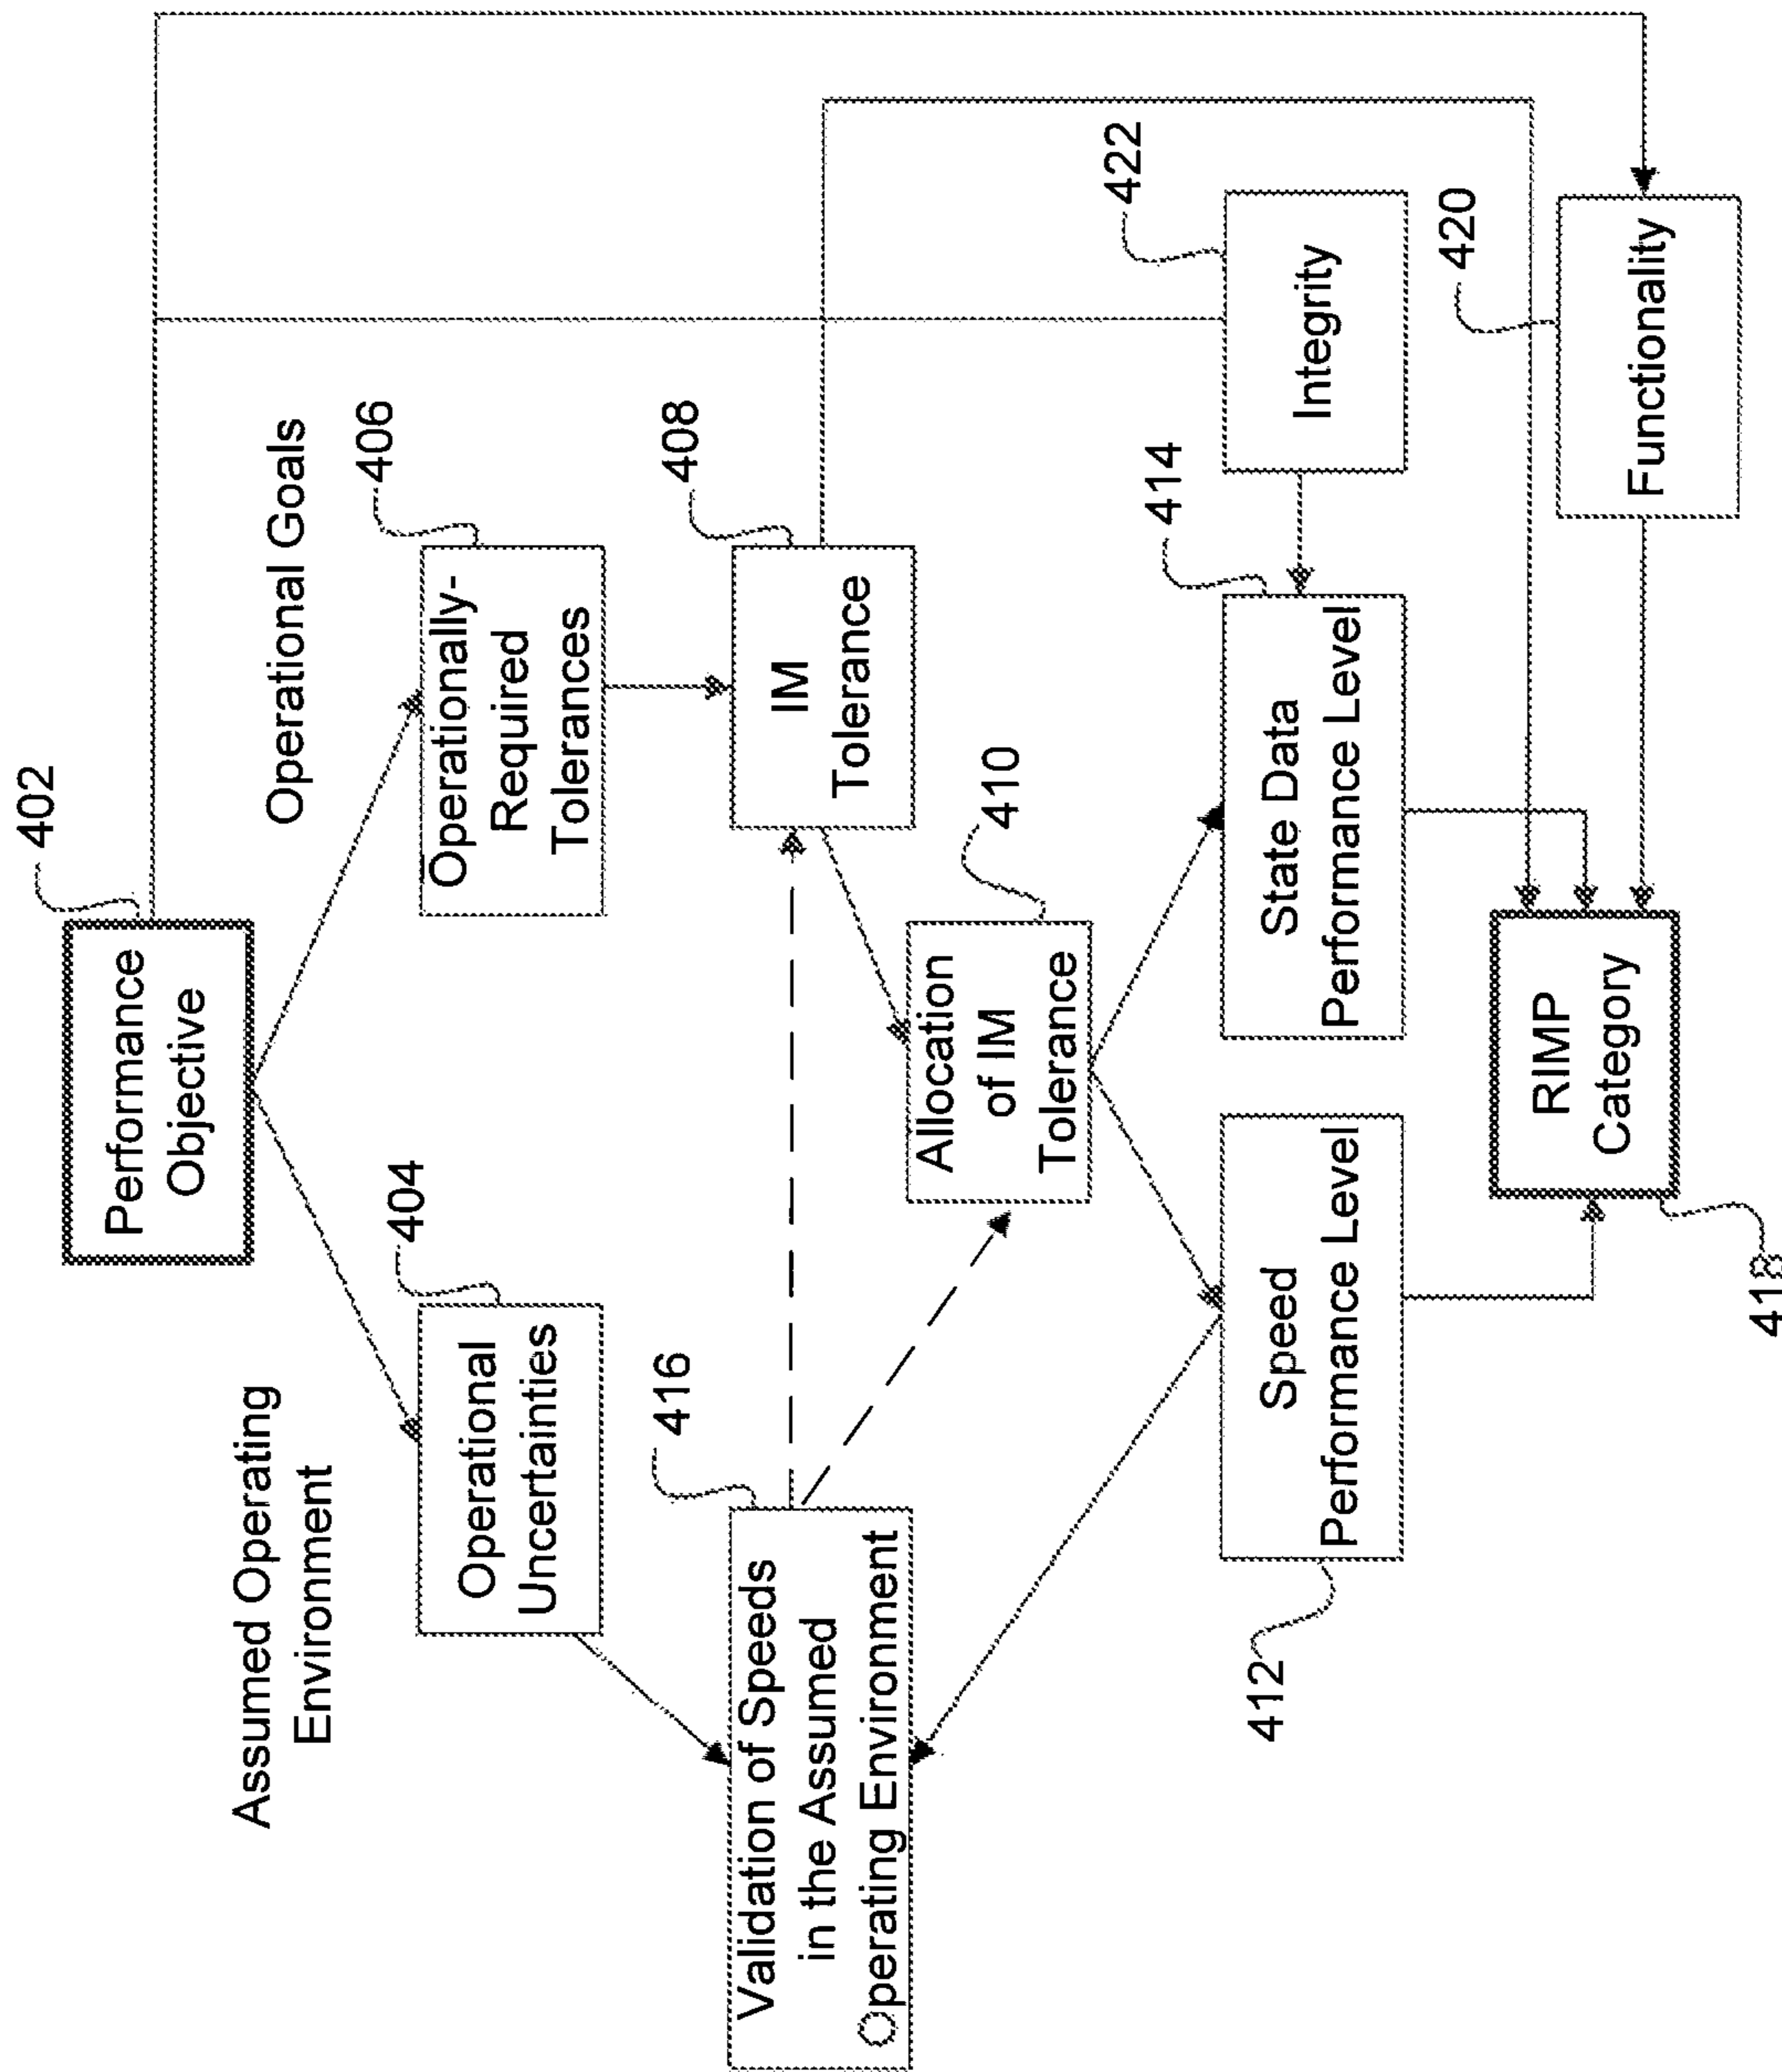 402
Performance
Objective
Assumed Operating
Environment
Operational Goals
404
Operational
Uncertainties
406
Operationally-
Required
Tolerances
416
Validation of Speeds
in the Assumed
Operating Environment
408
IM
Tolerance
410
Allocation
of IM
Tolerance
412
Speed
Performance Level
414
State Data
Performance Level
422
Integrity
418
RIMP
Category
420
Functionality